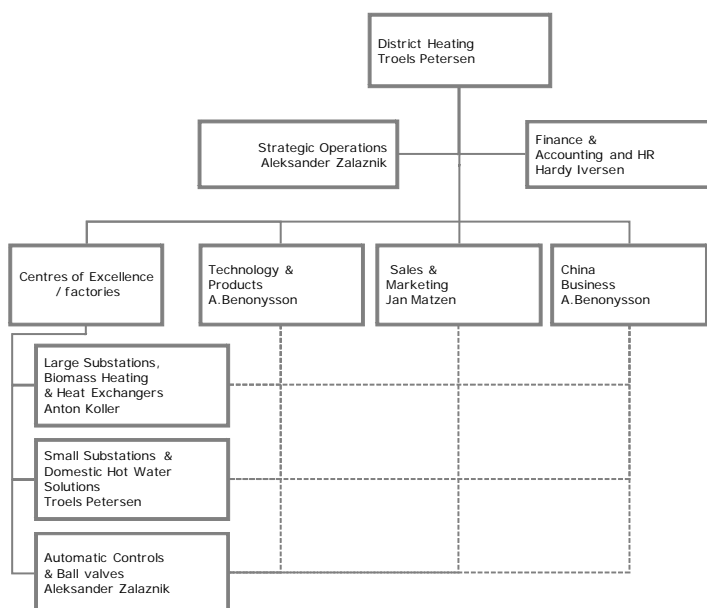 District Heating
Troels Petersen
Strategic Operations
Aleksander Zalaznik
Finance &
Accounting and HR
Hardy Iversen
Centres of Excellence
/ factories
Technology &
Products
A.Benonysson
Sales &
Marketing
Jan Matzen
China
Business
A.Benonysson
Large Substations,
Biomass Heating
& Heat Exchangers
Anton Koller
Small Substations &
Domestic Hot Water
Solutions
Troels Petersen
Automatic Controls
& Ball valves
Aleksander Zalaznik